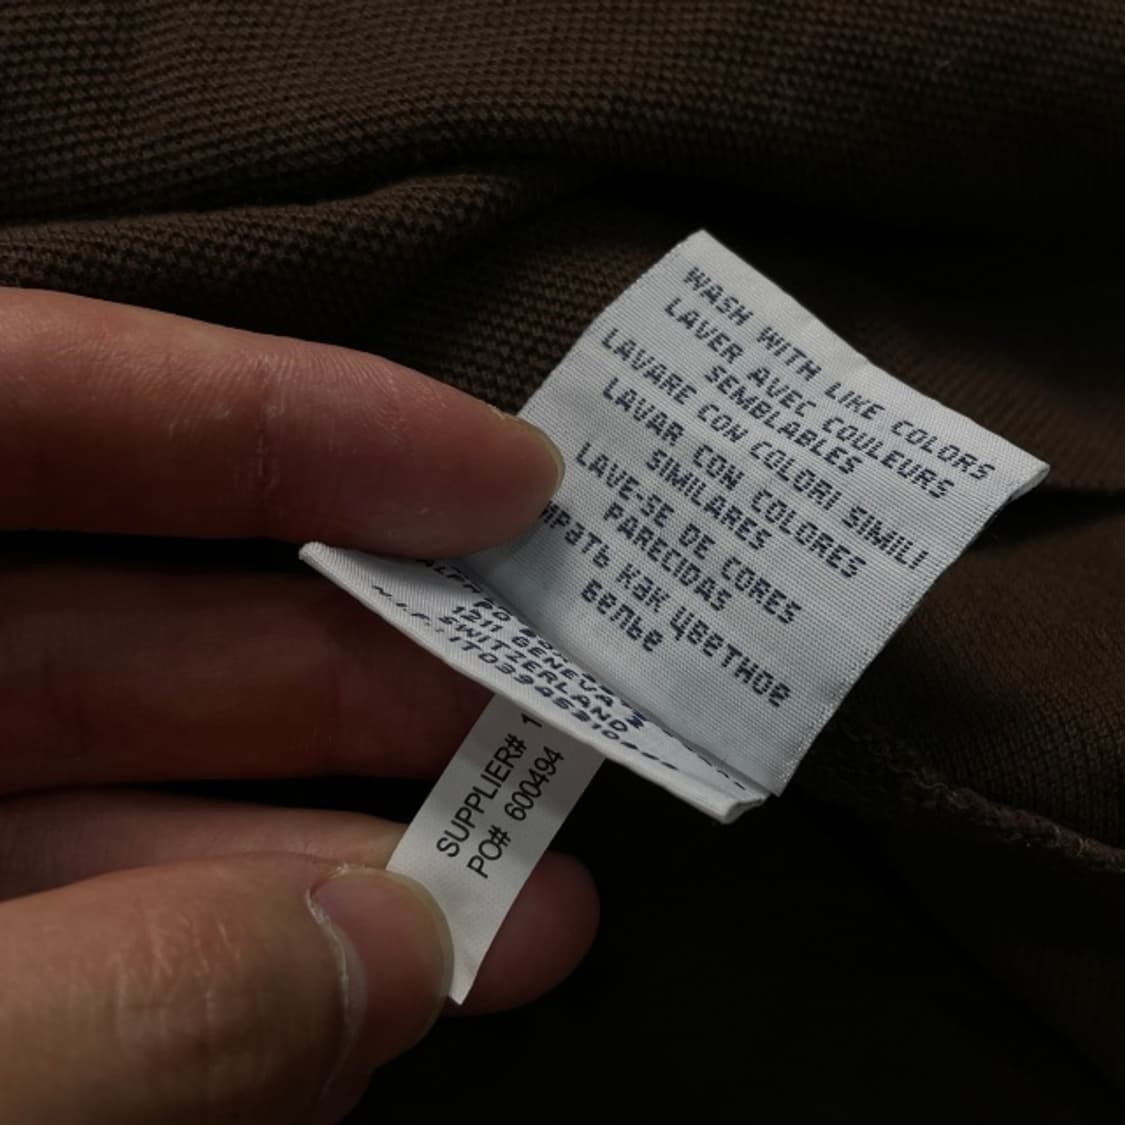 WASH WITH LIKE COLORS
LAVER AVEC COULEURS
SEMBLABLES
LAVARE CON COLORI SIMILI
LAVAR CON COLORES
SIMILARES
LAVE-SE DE CORES
PARECIDAS
как цветное
белье
1211 GENEVA 3
SWITZERLAND
SUPPLIER#
PO# 600494